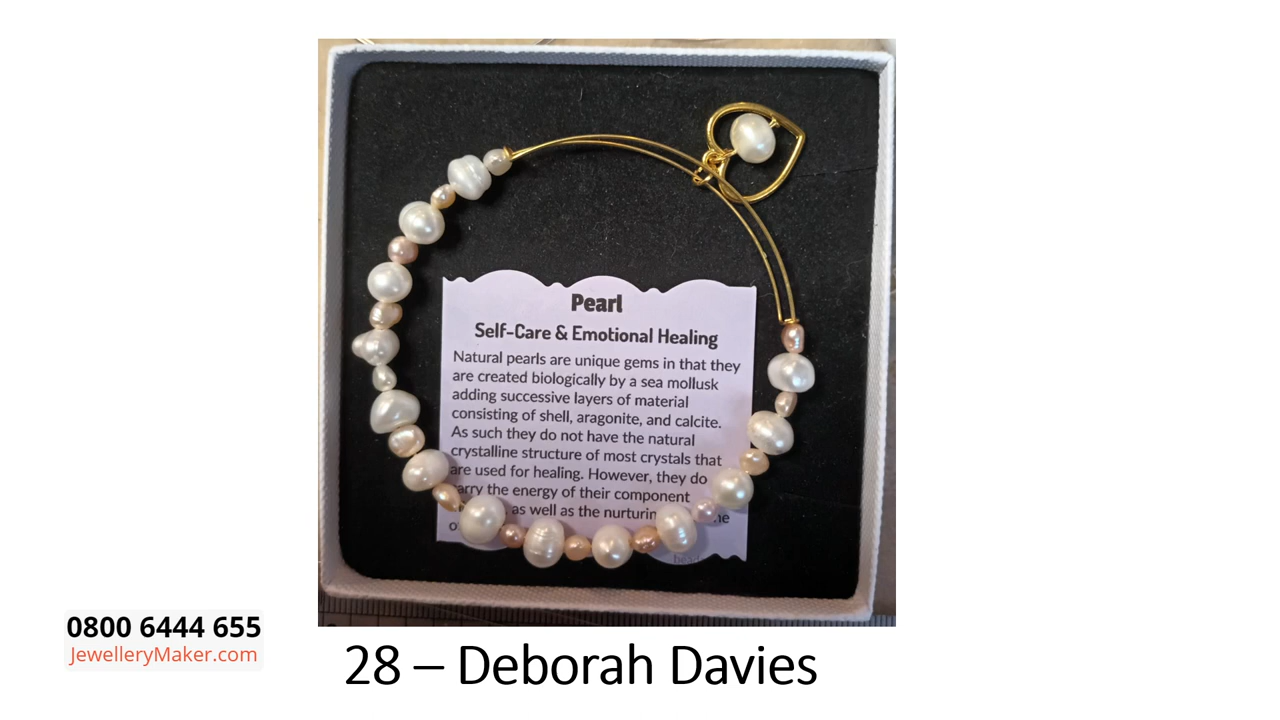 Pearl
Self-Care & Emotional Healing
Natural pearls are unique gems in that they
are created biologically by a sea mollusk
adding successive layers of material
consisting of shell, aragonite, and calcite.
As such they do not have the natural
crystalline structure of most crystals that
are used for healing. However, they do
carry the energy of their component
as well as the
0800 6444 655
JewelleryMaker.com
28 – Deborah Davies